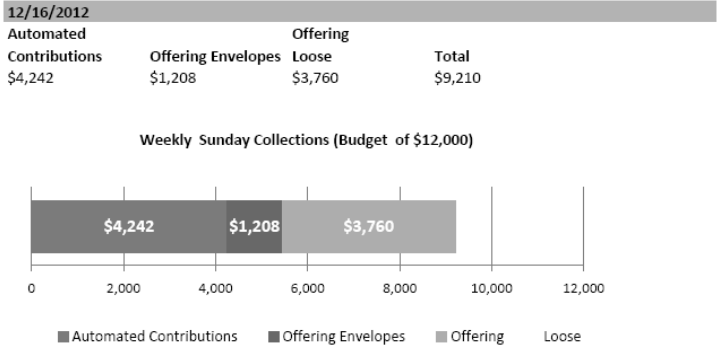 12/16/2012
Automated Offering
Contributions Offering Envelopes Loose Total
$4,242 $1,208 $3,760 $9,210
Weekly Sunday Collections (Budget of $12,000)
$4,242 $1,208 $3,760
0 2,000 4,000 6,000 8,000 10,000 12,000
Automated Contributions Offering Envelopes Offering Loose